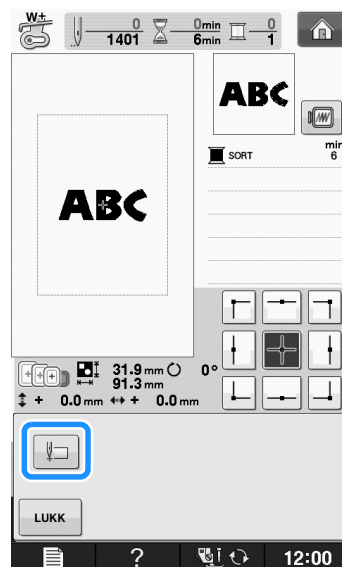 W+
0
1401
0min
6min
0
1
ABC
ABC
SORT
min
6
31.9 mm
0°
91.3 mm
+ 0.0 mm + 0.0 mm
LUKK
? 12:00